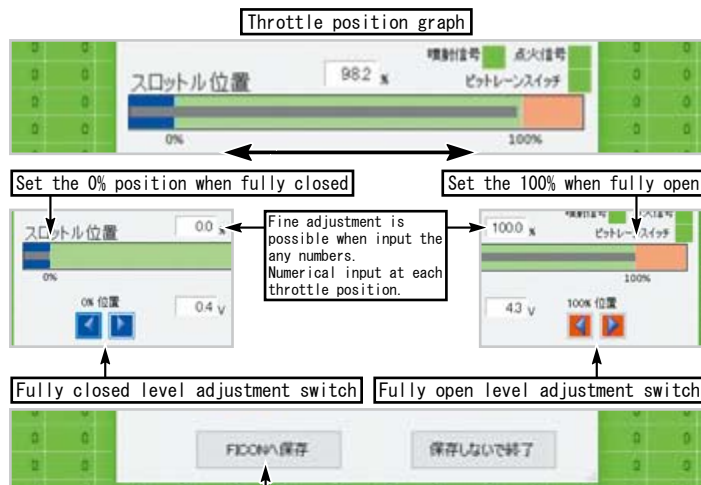 Throttle position graph
噴射信号 点火信号
スロットル位置 98.2 % ピットレーンスイッチ
0% 100%
Set the 0% position when fully closed
Set the 100% when fully open
スロットル位置 0.0 %
0%
0% 位置 0.4 V
Fine adjustment is
possible when input the
any numbers.
Numerical input at each
throttle position.
100.0 % ピットレーンスイッチ
100%
4.3 V 100% 位置
Fully closed level adjustment switch
Fully open level adjustment switch
FICONへ保存 保存しないで終了